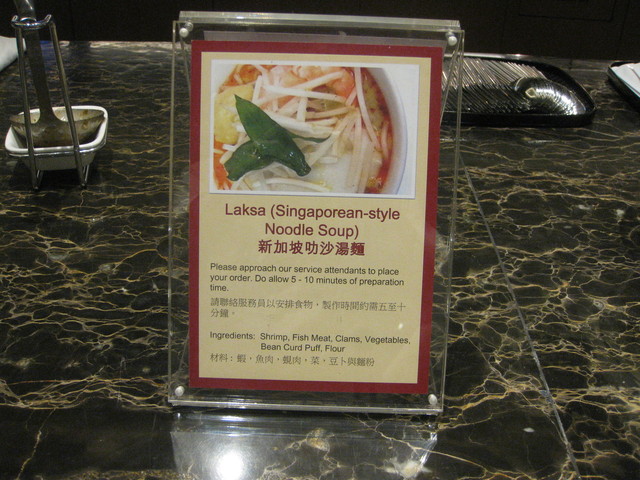 Laksa (Singaporean-style
Noodle Soup)
新加坡叻沙湯麵
Please approach our service attendants to place
your order. Do allow 5 - 10 minutes of preparation
time.
請聯絡服務員以安排食物，製作時間約需五至十
分鐘。
Ingredients: Shrimp, Fish Meat, Clams, Vegetables,
Bean Curd Puff, Flour
材料: 蝦，魚肉，蜆肉，菜，豆卜與麵粉